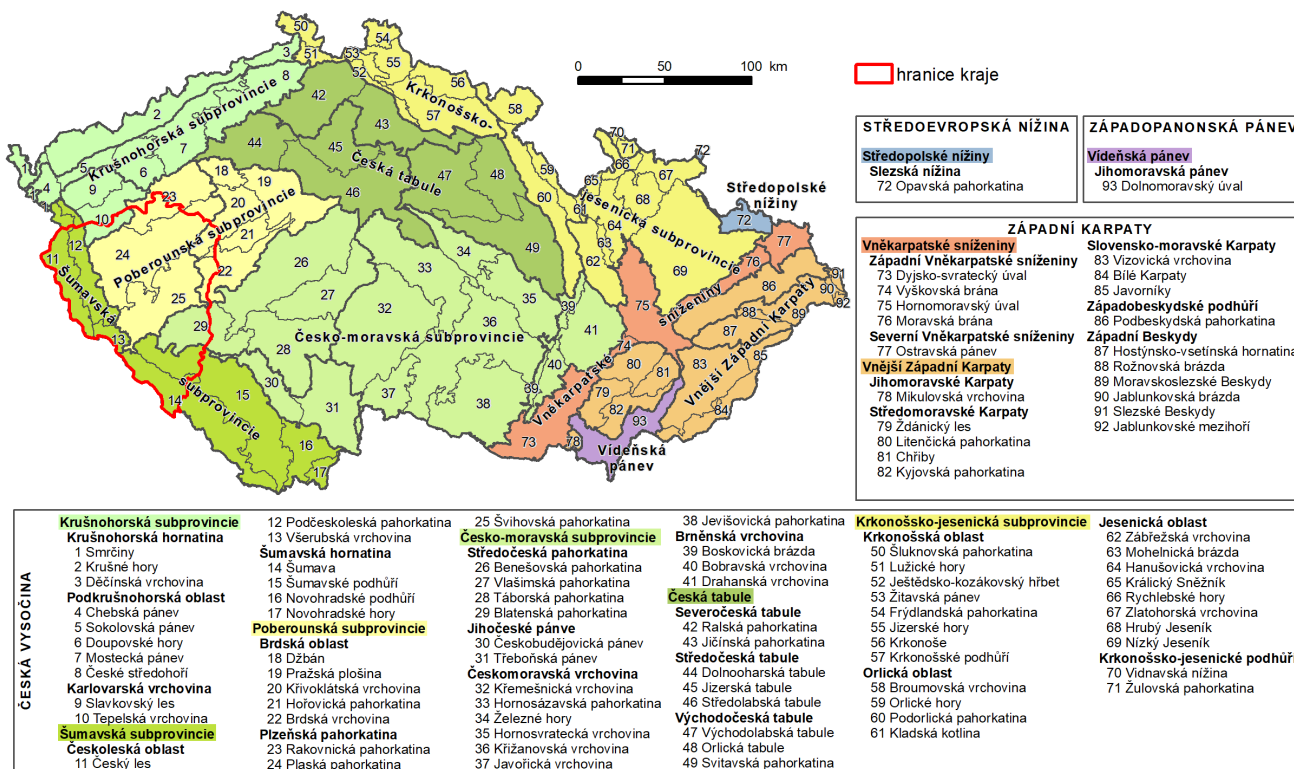 0 50 100 km
hranice kraje
STŘEDOEVROPSKÁ NÍŽINA
Středopolské nížiny
Slezská nížina
72 Opavská pahorkatina
ZÁPADOPANONSKÁ PÁNEV
Vídeňská pánev
Jihomoravská pánev
93 Dolnomoravský úval
Krušnohorská subprovincie
Krkonošsko-
jesenická subprovincie
Česká tabule
Poberounská subprovincie
Šumavská
subprovincie
Česko-moravská subprovincie
Středopolské
nížiny
Vněkarpatské
sníženiny
Vnější Západní Karpaty
Vídeňská
pánev
ZÁPADNÍ KARPATY
Vněkarpatské sníženiny
Západní Vněkarpatské sníženiny
73 Dyjsko-svratecký úval
74 Vyškovská brána
75 Hornomoravský úval
76 Moravská brána
Severní Vněkarpatské sníženiny
77 Ostravská pánev
Vnější Západní Karpaty
Jihomoravské Karpaty
78 Mikulovská vrchovina
Středomoravské Karpaty
79 Ždánický les
80 Litenčická pahorkatina
81 Chřiby
82 Kyjovská pahorkatina
Slovensko-moravské Karpaty
83 Vizovická vrchovina
84 Bílé Karpaty
85 Javorníky
Západobeskydské podhůří
86 Podbeskydská pahorkatina
Západní Beskydy
87 Hostýnsko-vsetínská hornatina
88 Rožnovská brázda
89 Moravskoslezské Beskydy
90 Jablunkovská brázda
91 Slezské Beskydy
92 Jablunkovské mezihoří
ČESKÁ VYSOČINA
Krušnohorská subprovincie
Krušnohorská hornatina
1 Smrčiny
2 Krušné hory
3 Děčínská vrchovina
Podkrušnohorská oblast
4 Chebská pánev
5 Sokolovská pánev
6 Doupovské hory
7 Mostecká pánev
8 České středohoří
Karlovarská vrchovina
9 Slavkovský les
10 Tepelská vrchovina
Šumavská subprovincie
Českoleská oblast
11 Český les
12 Podčeskoleská pahorkatina
13 Všerubská vrchovina
Šumavská hornatina
14 Šumava
15 Šumavské podhůří
16 Novohradské podhůří
17 Novohradské hory
Poberounská subprovincie
Brdská oblast
18 Džbán
19 Pražská plošina
20 Křivoklátská vrchovina
21 Hořovická pahorkatina
22 Brdská vrchovina
Plzeňská pahorkatina
23 Rakovnická pahorkatina
24 Plaská pahorkatina
25 Švihovská pahorkatina
Česko-moravská subprovincie
Středočeská pahorkatina
26 Benešovská pahorkatina
27 Vlašimská pahorkatina
28 Táborská pahorkatina
29 Blatenská pahorkatina
Jihočeské pánve
30 Českobudějovická pánev
31 Třeboňská pánev
Českomoravská vrchovina
32 Křemešnická vrchovina
33 Hornosázavská pahorkatina
34 Železné hory
35 Hornosvratecká vrchovina
36 Křižanovská vrchovina
37 Javořická vrchovina
38 Jevišovická pahorkatina
Brněnská vrchovina
39 Boskovická brázda
40 Bobravská vrchovina
41 Drahanská vrchovina
Česká tabule
Severočeská tabule
42 Ralská pahorkatina
43 Jičínská pahorkatina
Středočeská tabule
44 Dolnooharská tabule
45 Jizerská tabule
46 Středolabská tabule
Východočeská tabule
47 Východolabská tabule
48 Orlická tabule
49 Svitavská pahorkatina
Krkonošsko-jesenická subprovincie
Krkonošská oblast
50 Šluknovská pahorkatina
51 Lužické hory
52 Ještědsko-kozákovský hřbet
53 Žitavská pánev
54 Frýdlandská pahorkatina
55 Jizerské hory
56 Krkonoše
57 Krkonošské podhůří
Orlická oblast
58 Broumovská vrchovina
59 Orlické hory
60 Podorlická pahorkatina
61 Kladská kotlina
Jesenická oblast
62 Zábřežská vrchovina
63 Mohelnická brázda
64 Hanušovická vrchovina
65 Králický Sněžník
66 Rychlebské hory
67 Zlatohorská vrchovina
68 Hrubý Jeseník
69 Nízký Jeseník
Krkonošsko-jesenické podhůří
70 Vidnavská nížina
71 Žulovská pahorkatina